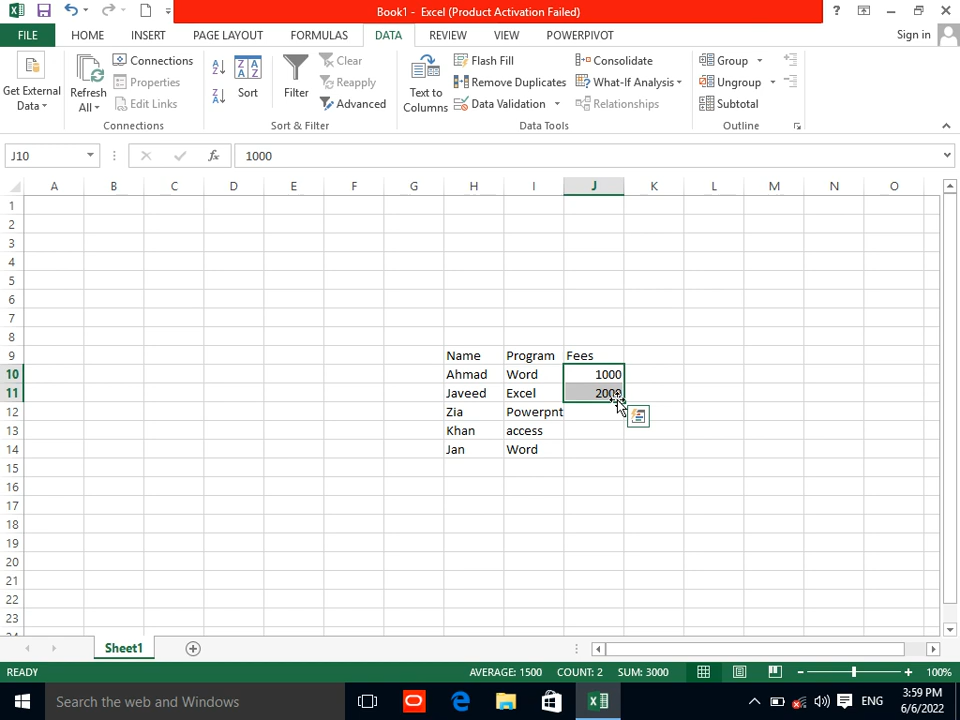 Book1 - Excel (Product Activation Failed)
?
FILE HOME INSERT PAGE LAYOUT FORMULAS DATA REVIEW VIEW POWERPIVOT Sign in
Get External Data
Refresh All
Connections
Properties
Edit Links
Connections
Sort
Filter
Clear
Reapply
Advanced
Sort & Filter
Text to Columns
Flash Fill
Remove Duplicates
Data Validation
Consolidate
What-If Analysis
Relationships
Data Tools
Group
Ungroup
Subtotal
Outline
J10 fx 1000
A B C D E F G H I J K L M N O
1
2
3
4
5
6
7
8
9 Name Program Fees
10 Ahmad Word 1000
11 Javeed Excel 2000
12 Zia Powerpnt
13 Khan access
14 Jan Word
15
16
17
18
19
20
21
22
23
Sheet1
READY AVERAGE: 1500 COUNT: 2 SUM: 3000 100%
Search the web and Windows ENG 3:59 PM
6/6/2022